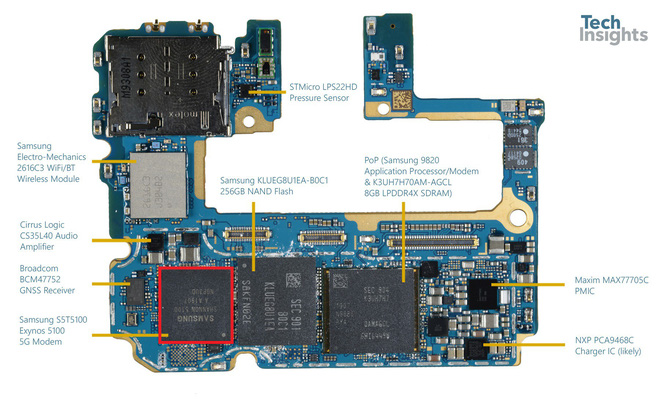 Tech
Insights
STMicro LPS22HD
Pressure Sensor
molex
Samsung
Electro-Mechanics
2616C3 WiFi/BT
Wireless Module
Samsung KLUEG8U1EA-B0C1
256GB NAND Flash
PoP (Samsung 9820
Application Processor/Modem
& K3UH7H70AM-AGCL
8GB LPDDR4X SDRAM)
Cirrus Logic
CS35L40 Audio
Amplifier
Broadcom
BCM47752
GNSS Receiver
Samsung S5T5100
Exynos 5100
5G Modem
SAMSUNG
SEC 901
B0C1
KLUEG8U1EA
Maxim MAX77705C
PMIC
NXP PCA9468C
Charger IC (likely)